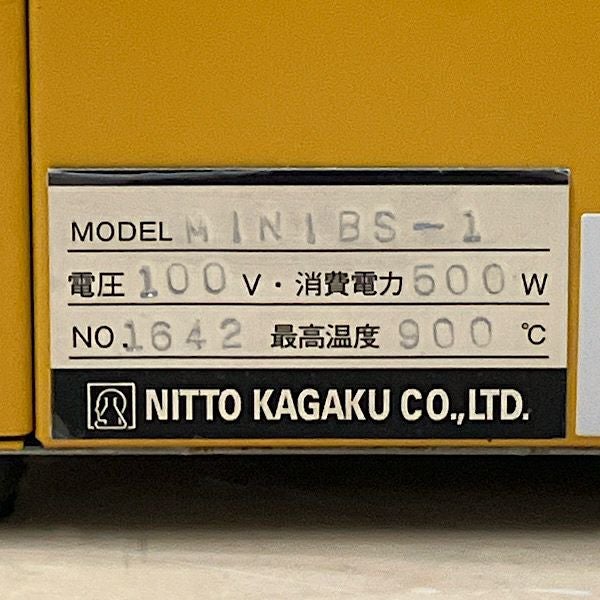 MODEL MINIBS-1
電圧 100 V・消費電力 500 W
NO. 1642 最高温度 900 ℃
NITTO KAGAKU CO.,LTD.